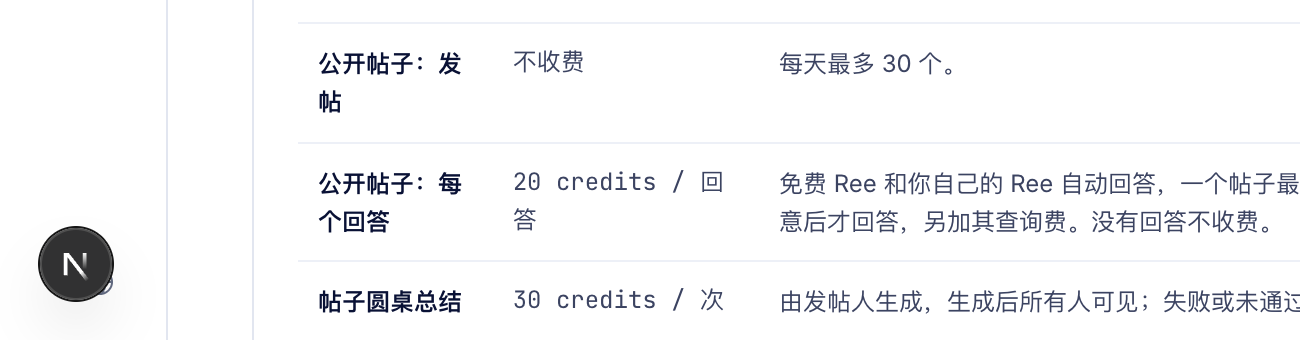 公开帖子：发 不收费 每天最多 30 个。
帖
公开帖子：每 20 credits / 回 免费 Ree 和你自己的 Ree 自动回答，一个帖子最
个回答 答 意后才回答，另加其查询费。没有回答不收费。
帖子圆桌总结 30 credits / 次 由发帖人生成，生成后所有人可见；失败或未通过
N